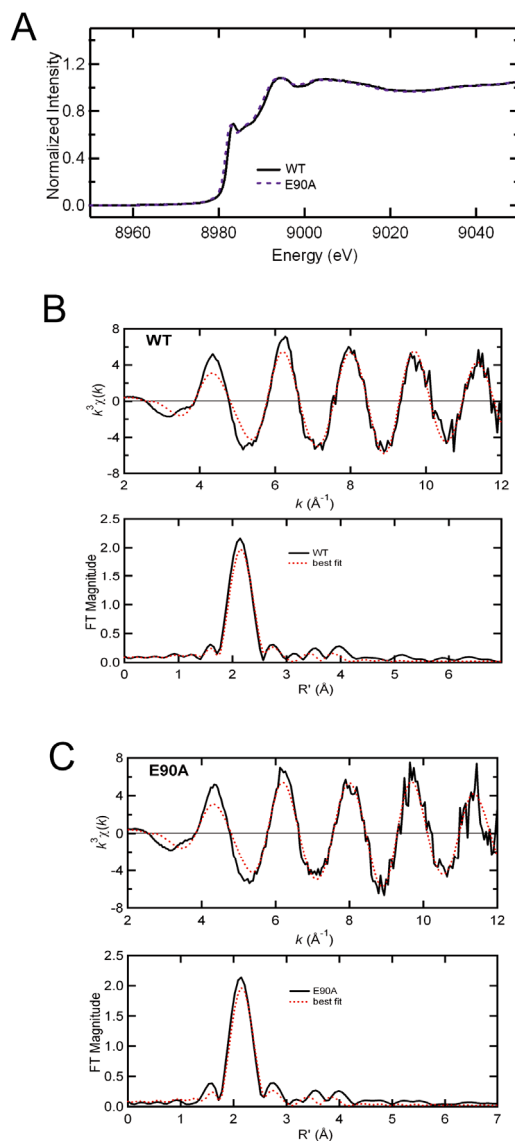 A
Normalized Intensity
1.2
0.8
0.4
0.0
WT
E90A
8960 8980 9000 9020 9040
Energy (eV)
B
WT
k³χ(k)
8
4
0
-4
-8
2 4 6 8 10 12
k (Å⁻¹)
FT Magnitude
2.5
2.0
1.5
1.0
0.5
0.0
WT
best fit
0 1 2 3 4 5 6
R' (Å)
C
E90A
k³χ(k)
8
4
0
-4
-8
2 4 6 8 10 12
k (Å⁻¹)
FT Magnitude
2.5
2.0
1.5
1.0
0.5
0.0
E90A
best fit
0 1 2 3 4 5 6 7
R' (Å)